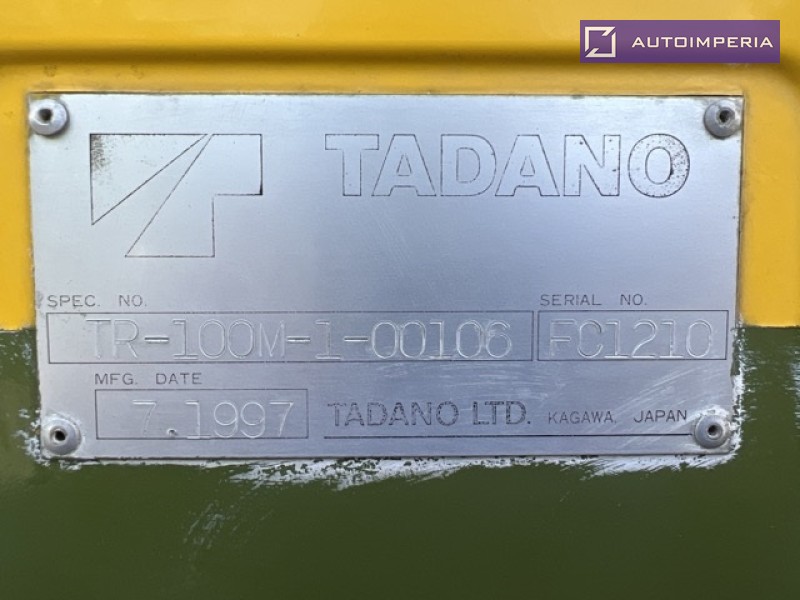 AUTOIMPERIA
TADANO
SPEC. NO. SERIAL NO.
TR-100M-1-00106 FC1210
MFG. DATE
7.1997 TADANO LTD. KAGAWA, JAPAN